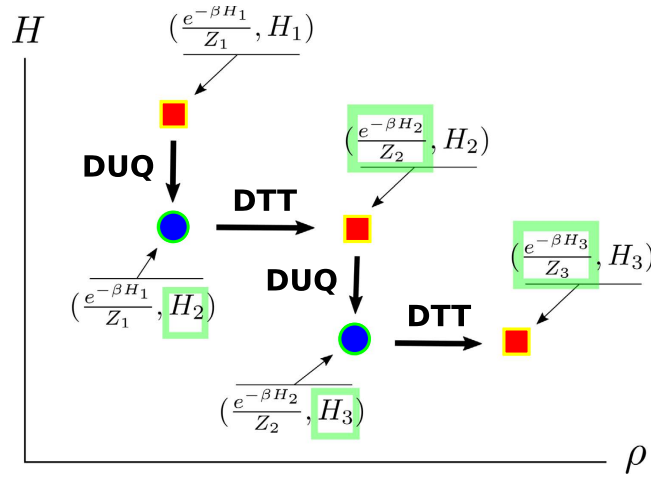 H
(e^{-βH_1}/Z_1, H_1)
DUQ
(e^{-βH_2}/Z_2, H_2)
DTT
(e^{-βH_1}/Z_1, H_2)
DUQ
(e^{-βH_3}/Z_3, H_3)
DTT
(e^{-βH_2}/Z_2, H_3)
ρ